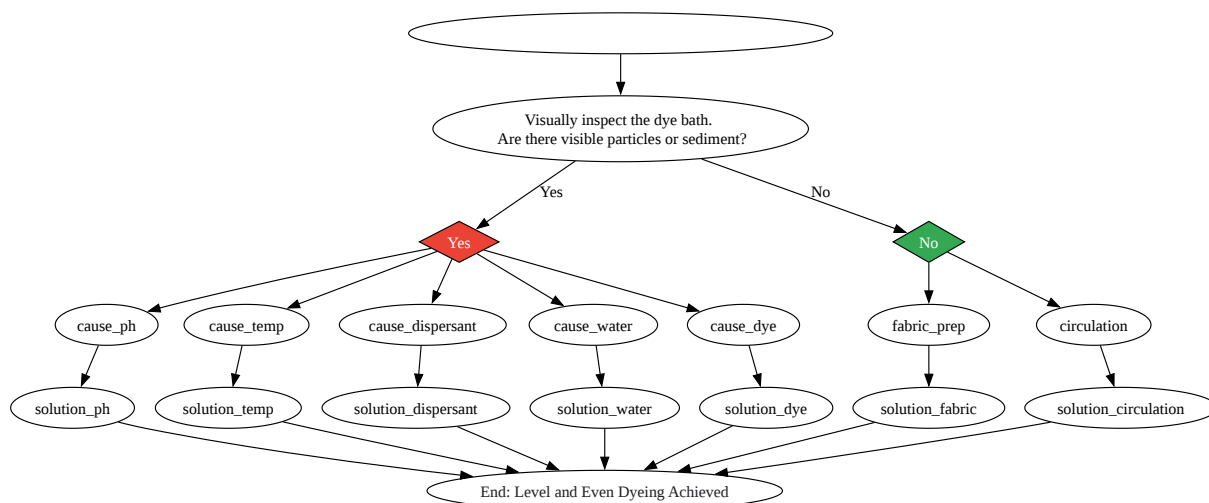 Visually inspect the dye bath.
Are there visible particles or sediment?
Yes
No
Yes
No
cause_ph
cause_temp
cause_dispersant
cause_water
cause_dye
fabric_prep
circulation
solution_ph
solution_temp
solution_dispersant
solution_water
solution_dye
solution_fabric
solution_circulation
End: Level and Even Dyeing Achieved